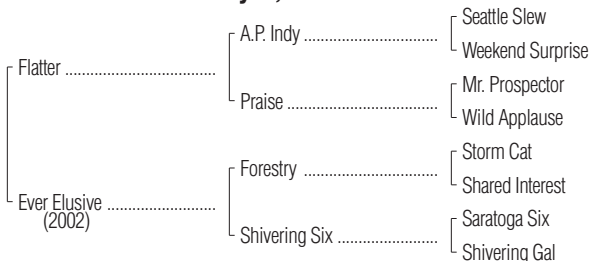 Seattle Slew
A.P. Indy ................................
Weekend Surprise
Flatter ....................................
Mr. Prospector
Praise .........................................
Wild Applause
Storm Cat
Forestry ................................
Shared Interest
Ever Elusive ..........................
(2002)
Saratoga Six
Shivering Six ........................
Shivering Gal